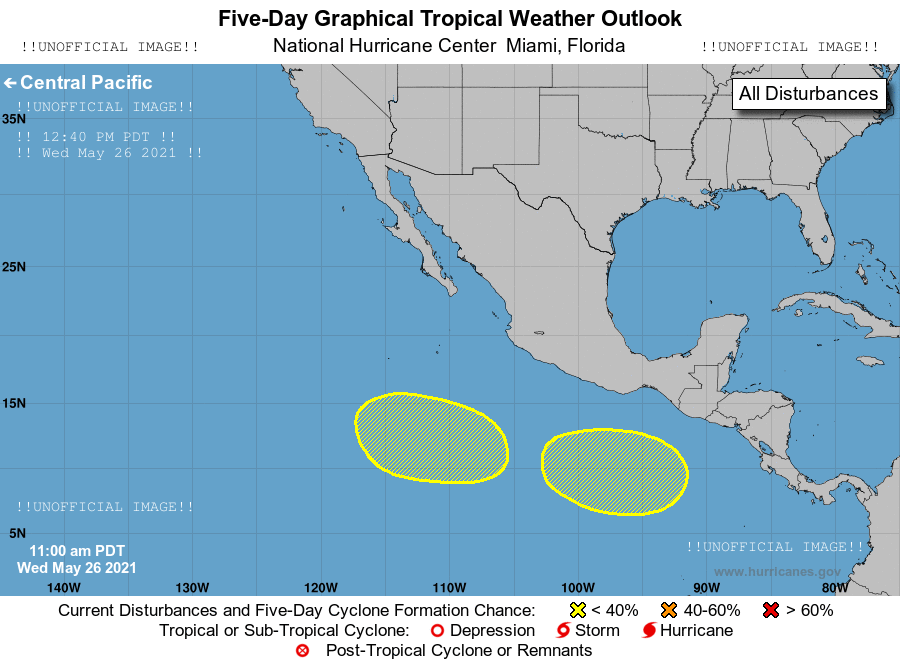 Five-Day Graphical Tropical Weather Outlook
!!UNOFFICIAL IMAGE!! National Hurricane Center  Miami, Florida !!UNOFFICIAL IMAGE!!
← Central Pacific
All Disturbances
!!UNOFFICIAL IMAGE!!
35N
!! 12:40 PM PDT !!
!! Wed May 26 2021 !!
25N
15N
!!UNOFFICIAL IMAGE!!
5N
11:00 am PDT
Wed May 26 2021
!!UNOFFICIAL IMAGE!!
www.hurricanes.gov
140W 130W 120W 110W 100W 90W 80W
Current Disturbances and Five-Day Cyclone Formation Chance: < 40% 40-60% > 60%
Tropical or Sub-Tropical Cyclone: Depression Storm Hurricane
Post-Tropical Cyclone or Remnants